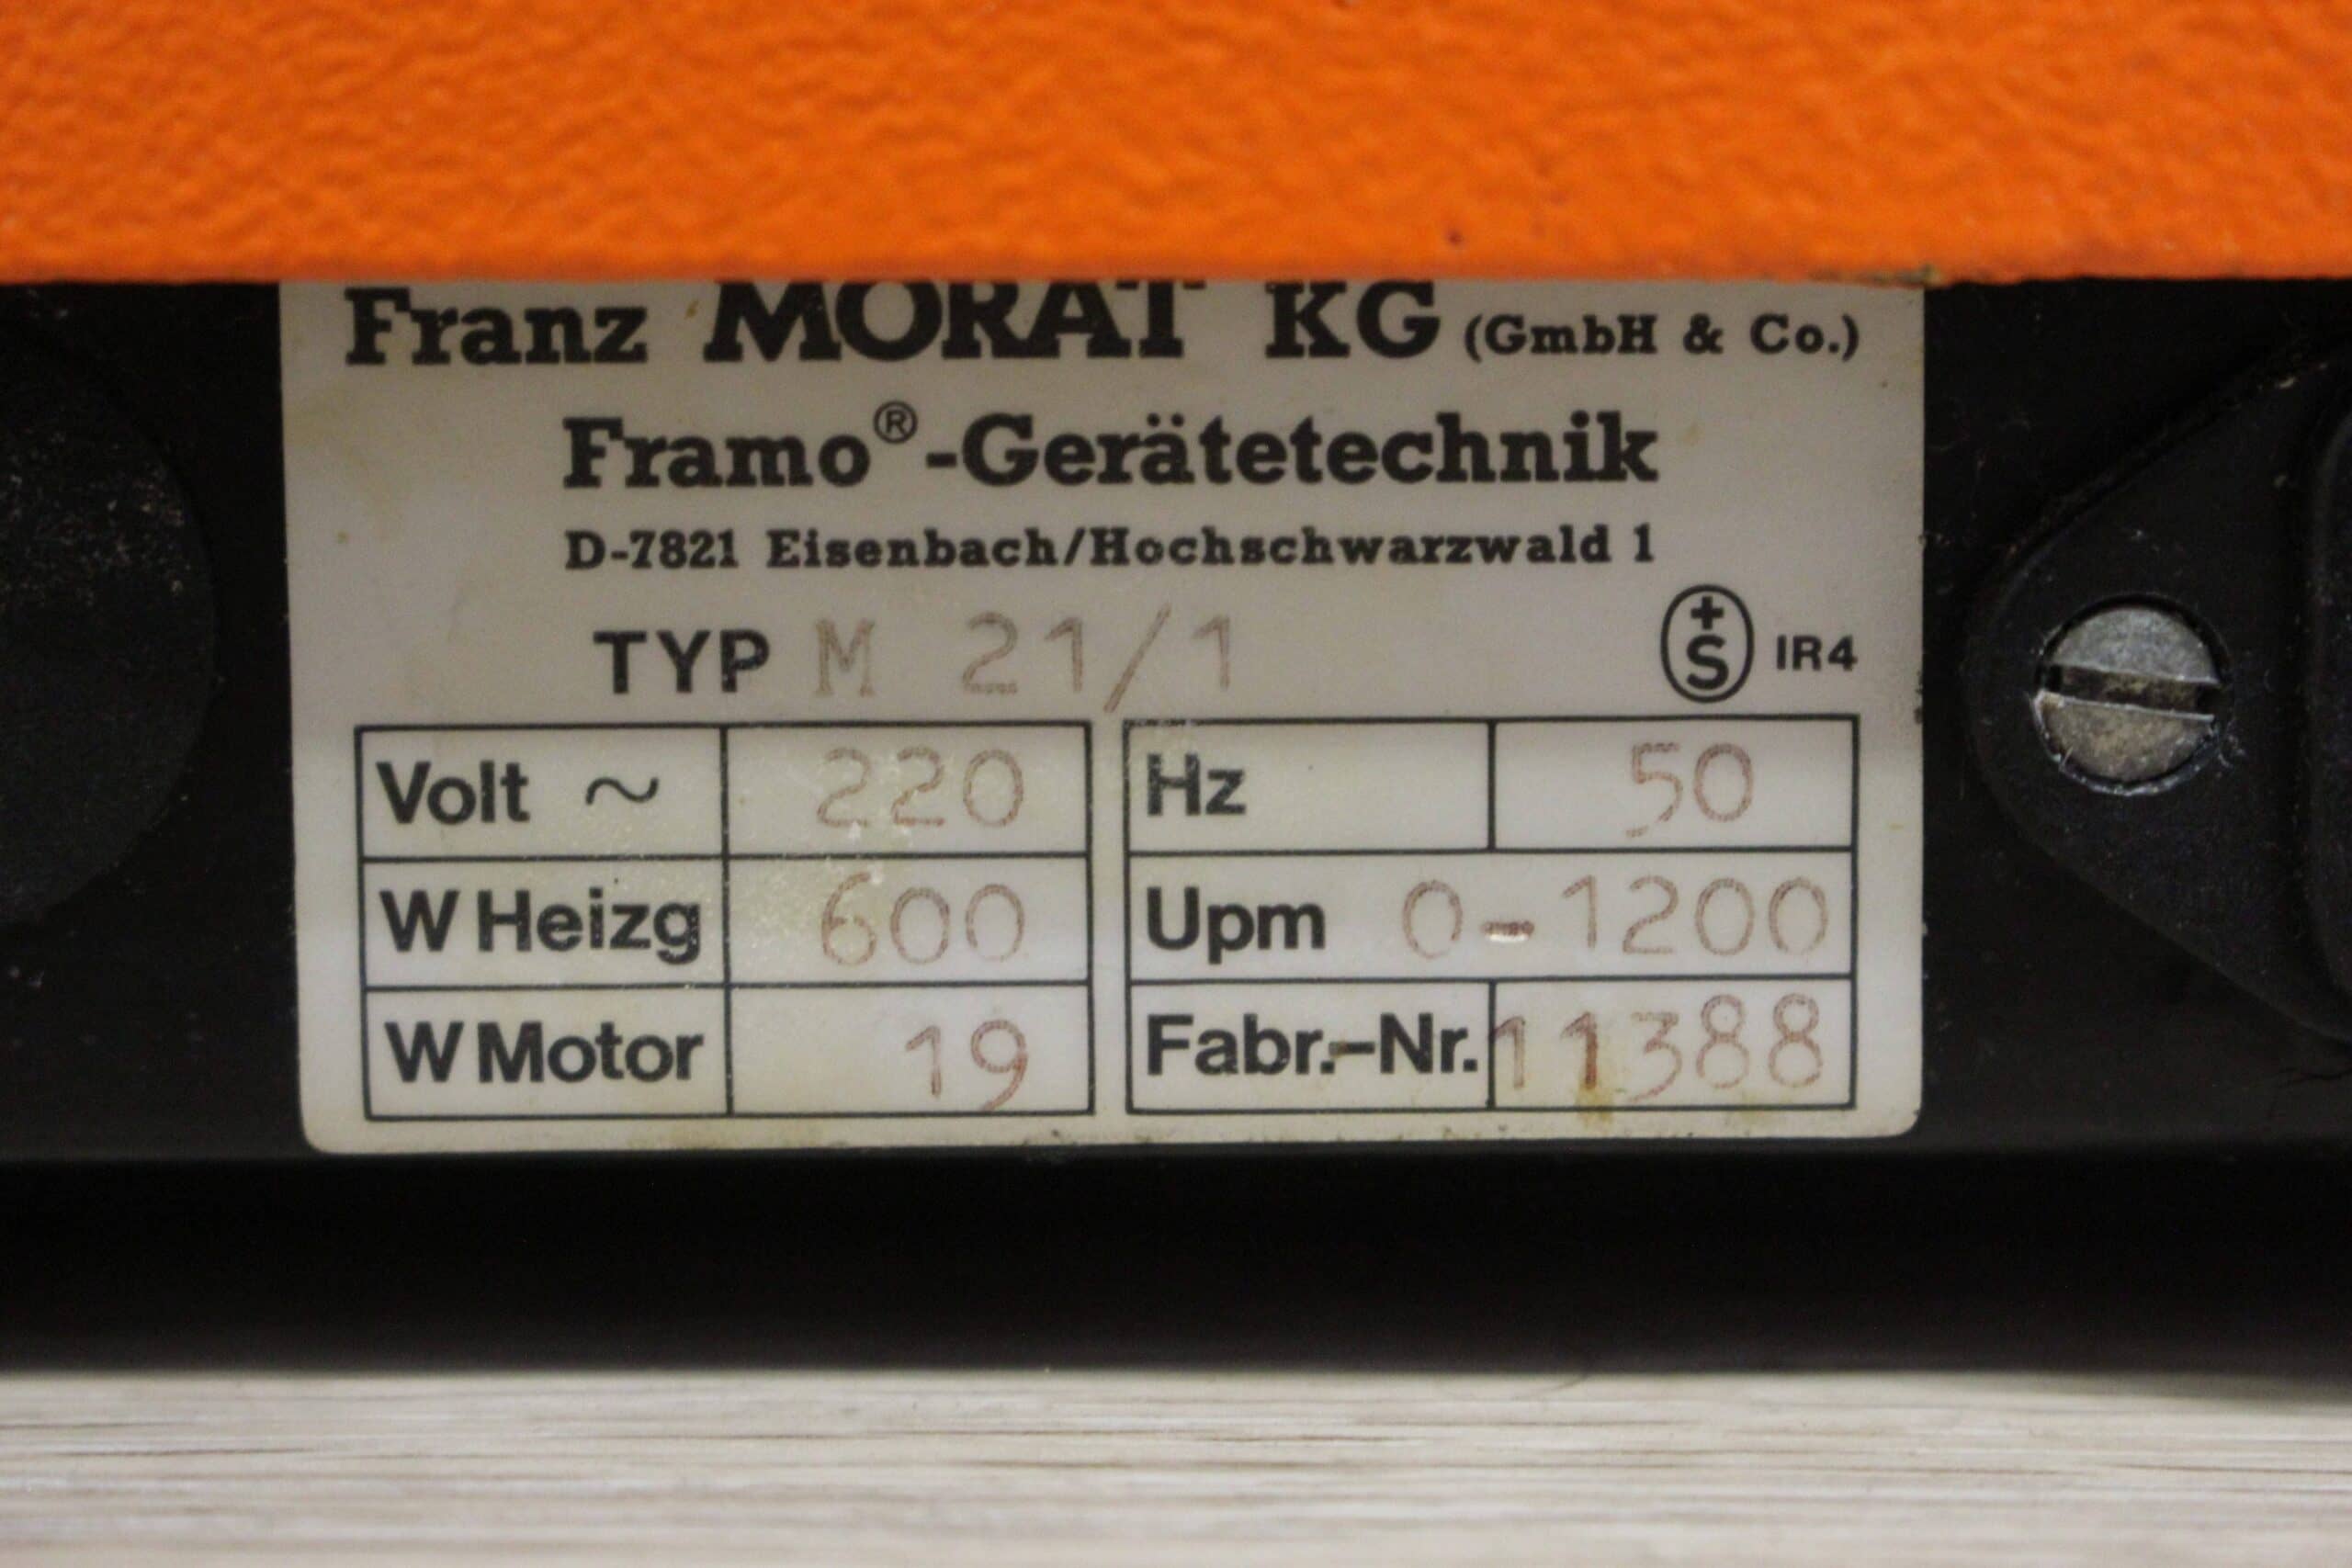 Franz MORAT KG (GmbH & Co.)
Framo®-Gerätetechnik
D-7821 Eisenbach/Hochschwarzwald 1
TYP M 21/1
+S IR4
Volt ~ 220
W Heizg 600
W Motor 19
Hz 50
Upm 0-1200
Fabr.-Nr. 11388